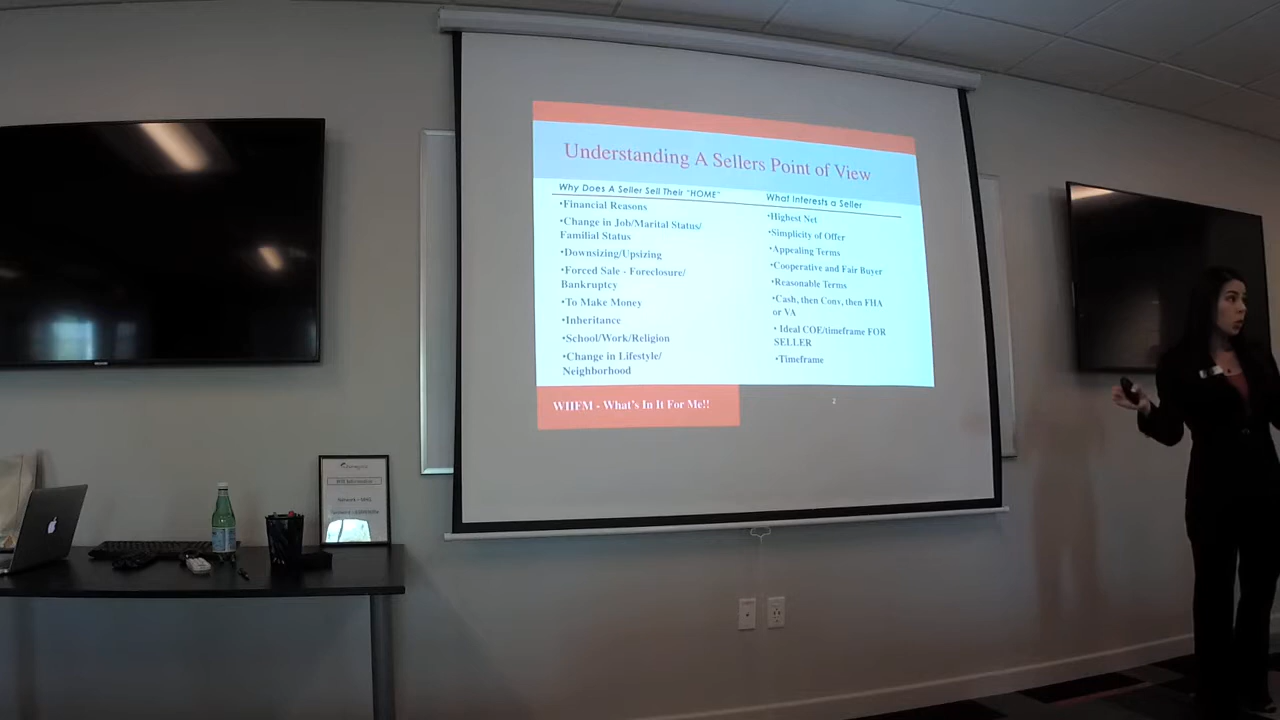 Understanding A Sellers Point of View
Why Does A Seller Sell Their "HOME"
•Financial Reasons
•Change in Job/Marital Status/
Familial Status
•Downsizing/Upsizing
•Forced Sale - Foreclosure/
Bankruptcy
•To Make Money
•Inheritance
•School/Work/Religion
•Change in Lifestyle/
Neighborhood
What Interests a Seller
•Highest Net
•Simplicity of Offer
•Appealing Terms
•Cooperative and Fair Buyer
•Reasonable Terms
•Cash, then Conv, then FHA
or VA
• Ideal COE/timeframe FOR
SELLER
•Timeframe
WIIFM - What's In It For Me!!
2